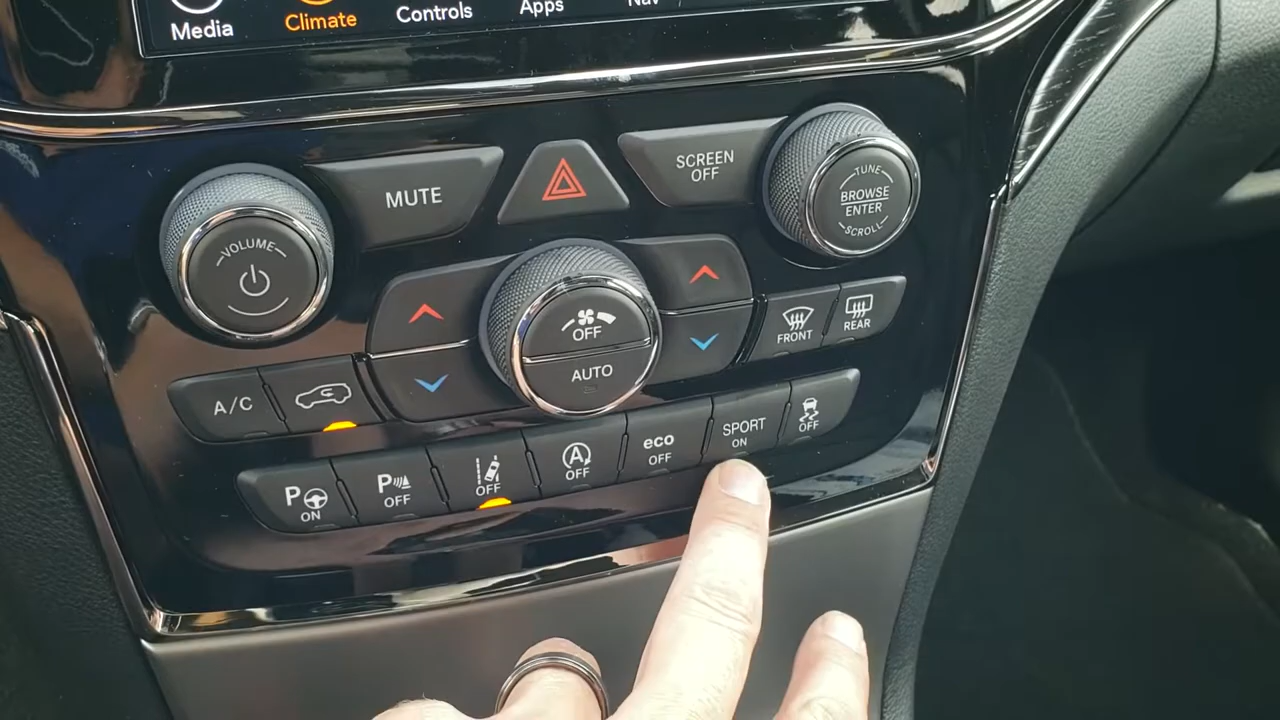 Media
Climate
Controls
Apps
Nav
MUTE
SCREEN
OFF
VOLUME
TUNE
BROWSE
ENTER
SCROLL
OFF
AUTO
FRONT
REAR
A/C
P
ON
P
OFF
OFF
A
OFF
eco
OFF
SPORT
ON
OFF